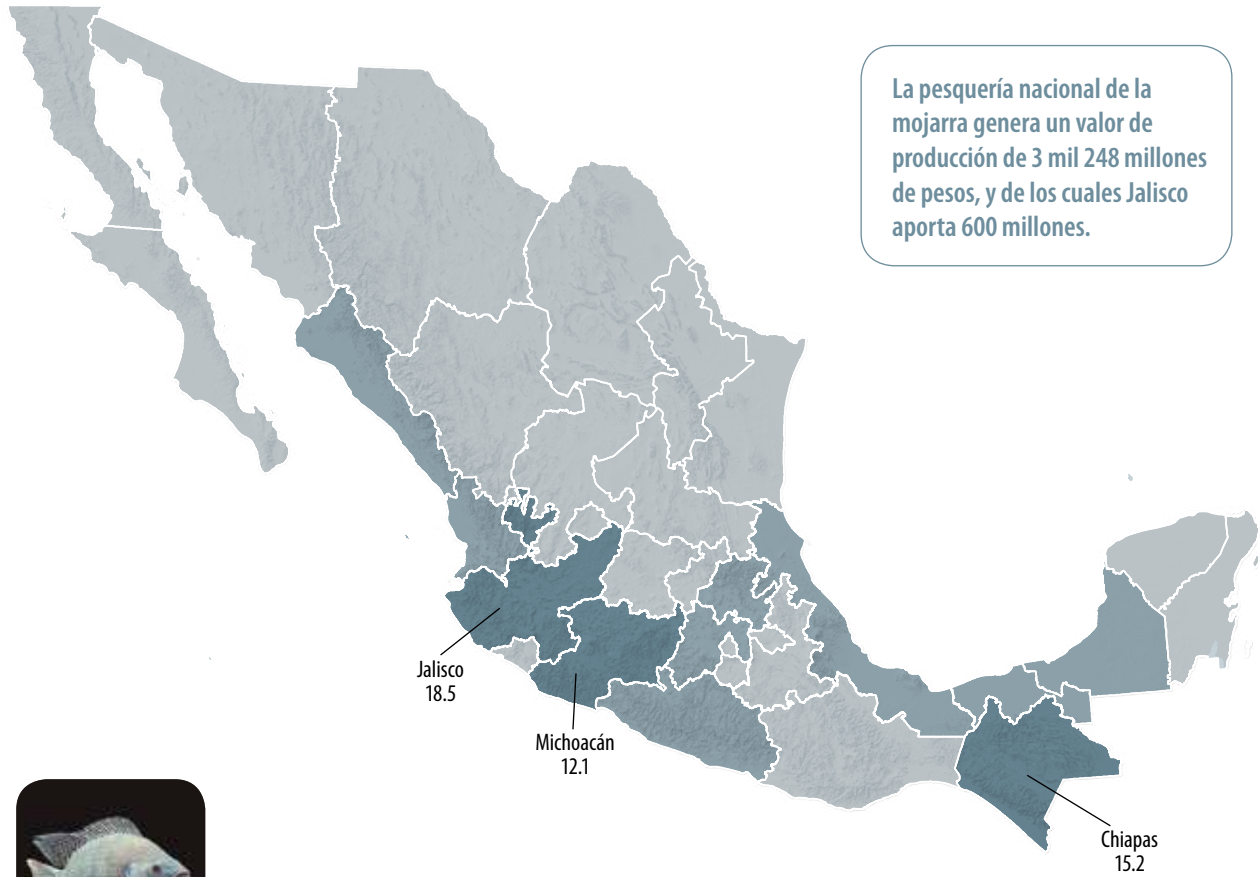 La pesquería nacional de la
mojarra genera un valor de
producción de 3 mil 248 millones
de pesos, y de los cuales Jalisco
aporta 600 millones.
Jalisco
18.5
Michoacán
12.1
Chiapas
15.2